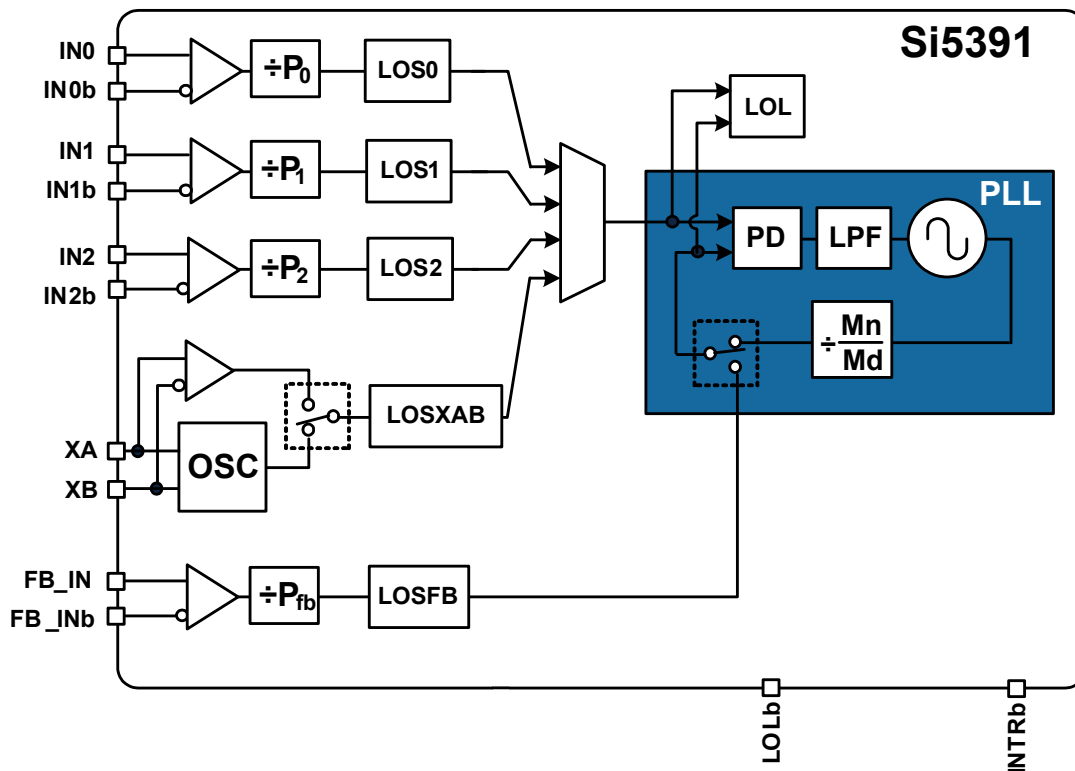 Si5391
IN0
IN0b
÷P0
LOS0
LOL
IN1
IN1b
÷P1
LOS1
PLL
IN2
IN2b
÷P2
LOS2
PD
LPF
÷Mn/Md
XA
XB
OSC
LOSXAB
FB_IN
FB_INb
÷Pfb
LOSFB
LOLb
INTRb